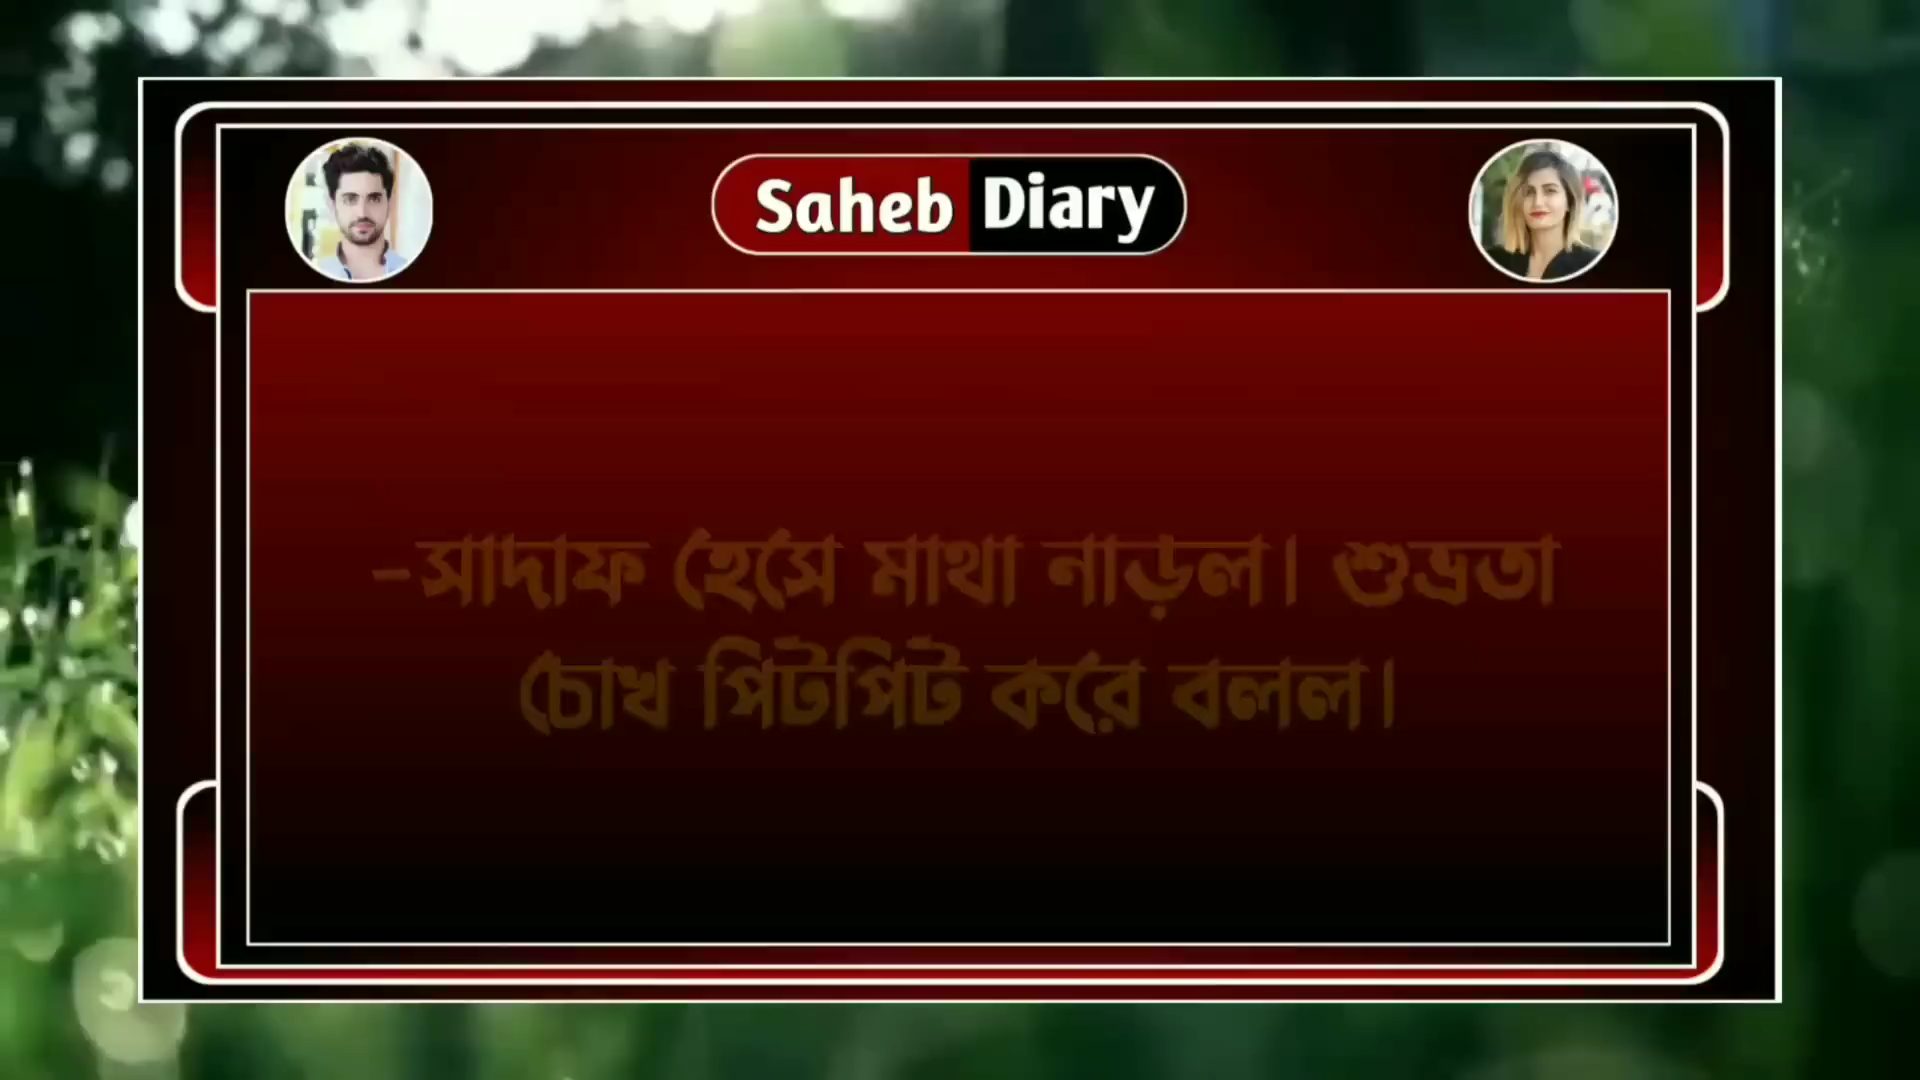 Saheb Diary
-সাদাফ হেসে মাথা নাড়ল। শুভ্রতা
চোখ পিটপিট করে বলল।